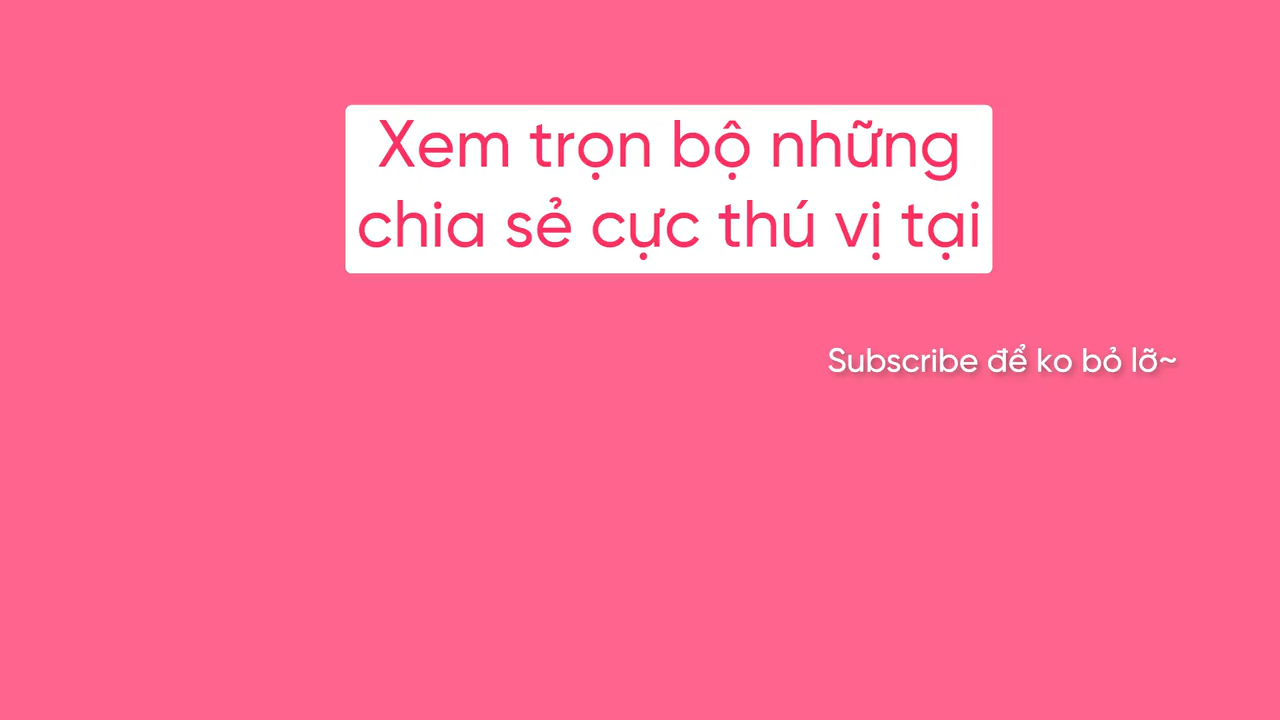 Xem trọn bộ những
chia sẻ cực thú vị tại
Subscribe để ko bỏ lỡ~